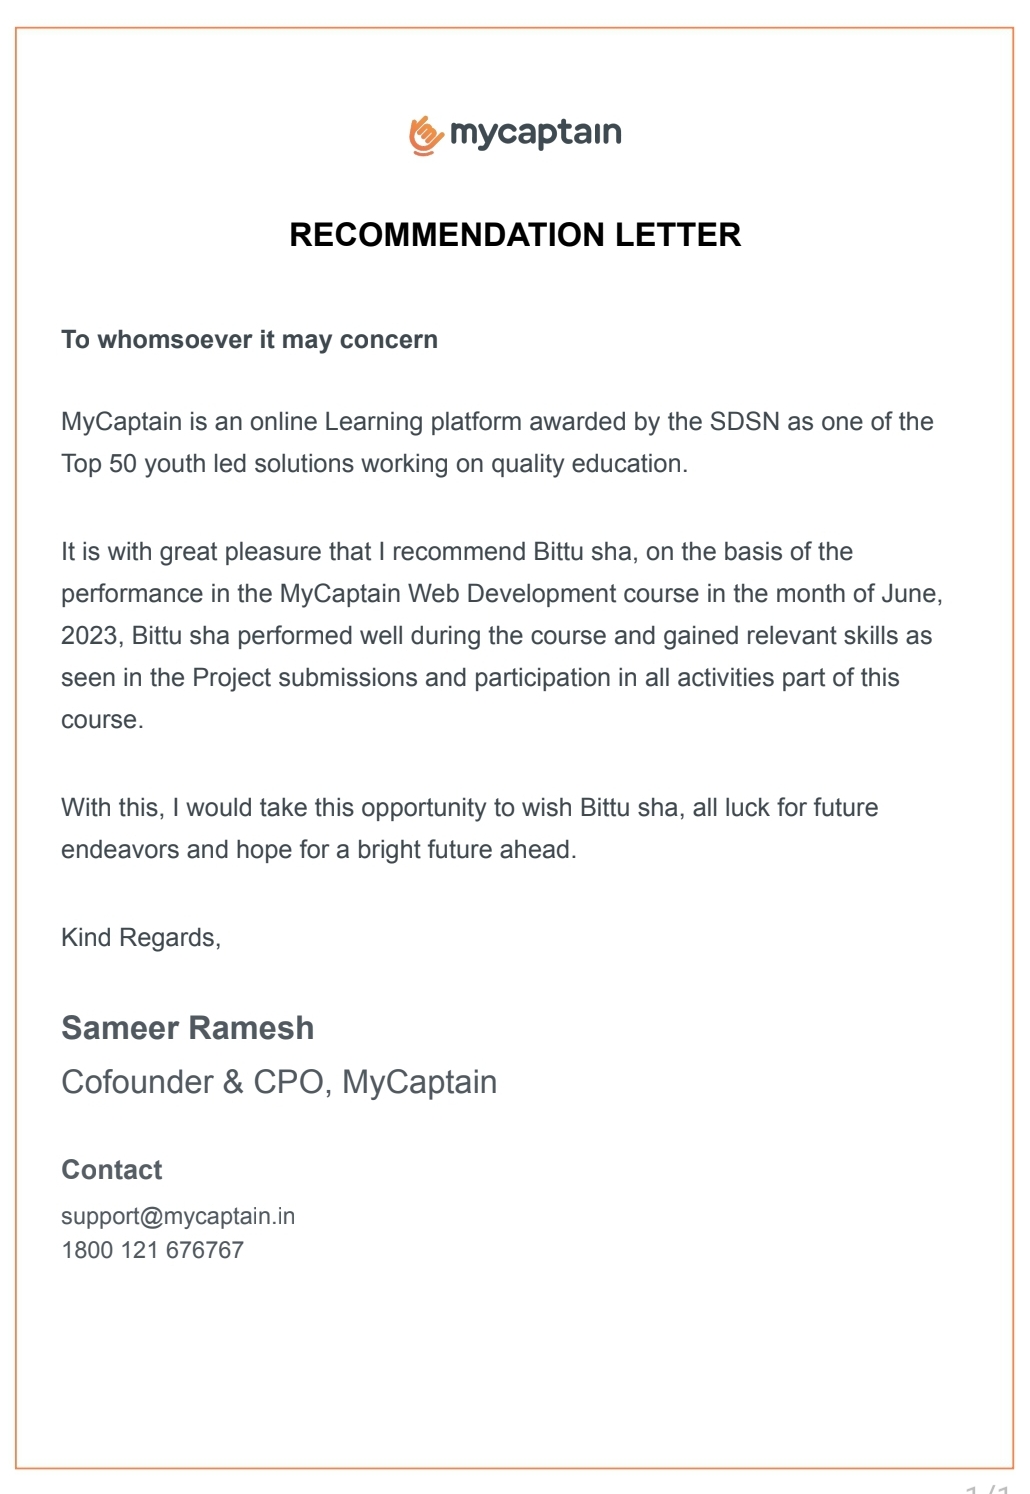 mycaptain
RECOMMENDATION LETTER
To whomsoever it may concern
MyCaptain is an online Learning platform awarded by the SDSN as one of the
Top 50 youth led solutions working on quality education.
It is with great pleasure that I recommend Bittu sha, on the basis of the
performance in the MyCaptain Web Development course in the month of June,
2023, Bittu sha performed well during the course and gained relevant skills as
seen in the Project submissions and participation in all activities part of this
course.
With this, I would take this opportunity to wish Bittu sha, all luck for future
endeavors and hope for a bright future ahead.
Kind Regards,
Sameer Ramesh
Cofounder & CPO, MyCaptain
Contact
support@mycaptain.in
1800 121 676767
1/1